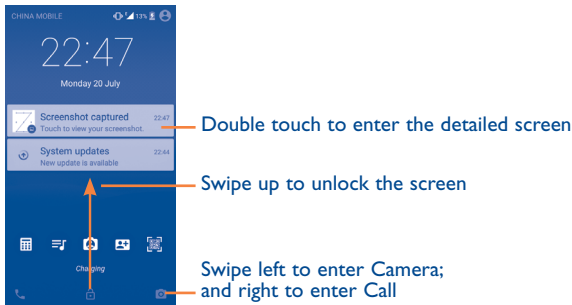 CHINA MOBILE 13%
22:47
Monday 20 July
Screenshot captured 22:47
Touch to view your screenshot.
System updates 22:44
New update is available
Charging
Double touch to enter the detailed screen
Swipe up to unlock the screen
Swipe left to enter Camera;
and right to enter Call